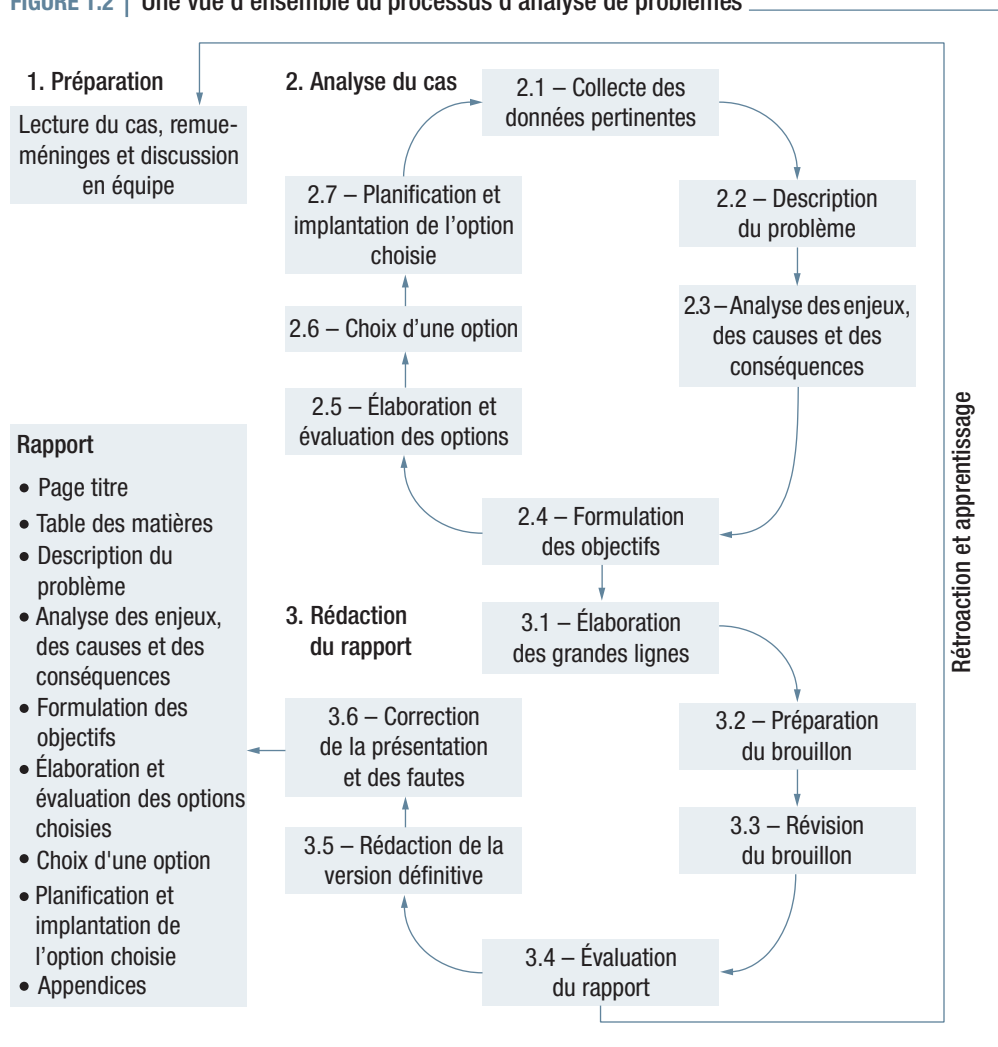 FIGURE 1.2 | Une vue d'ensemble du processus d'analyse de problèmes
1. Préparation
Lecture du cas, remue-
méninges et discussion
en équipe
2. Analyse du cas
2.1 – Collecte des
données pertinentes
2.2 – Description
du problème
2.3 – Analyse des enjeux,
des causes et des
conséquences
2.4 – Formulation
des objectifs
2.5 – Élaboration et
évaluation des options
2.6 – Choix d'une option
2.7 – Planification et
implantation de l'option
choisie
3. Rédaction
du rapport
3.1 – Élaboration
des grandes lignes
3.2 – Préparation
du brouillon
3.3 – Révision
du brouillon
3.4 – Évaluation
du rapport
3.5 – Rédaction de la
version définitive
3.6 – Correction
de la présentation
et des fautes
Rapport
• Page titre
• Table des matières
• Description du
problème
• Analyse des enjeux,
des causes et des
conséquences
• Formulation des
objectifs
• Élaboration et
évaluation des options
choisies
• Choix d'une option
• Planification et
implantation de
l'option choisie
• Appendices
Rétroaction et apprentissage